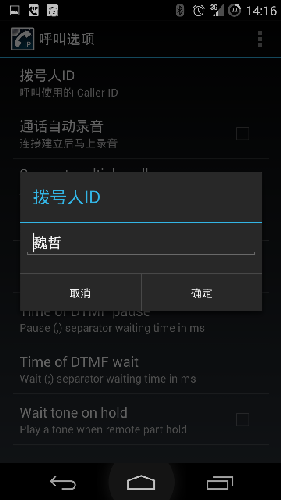 14:16
呼叫选项
拨号人ID
呼叫使用的 Caller ID
通话自动录音
连接建立后马上录音
拨号人ID
魏哲
取消
确定
Time of DTMF pause
Pause (,) separator waiting time in ms
Time of DTMF wait
Wait (;) separator waiting time in ms
Wait tone on hold
Play a tone when remote part hold